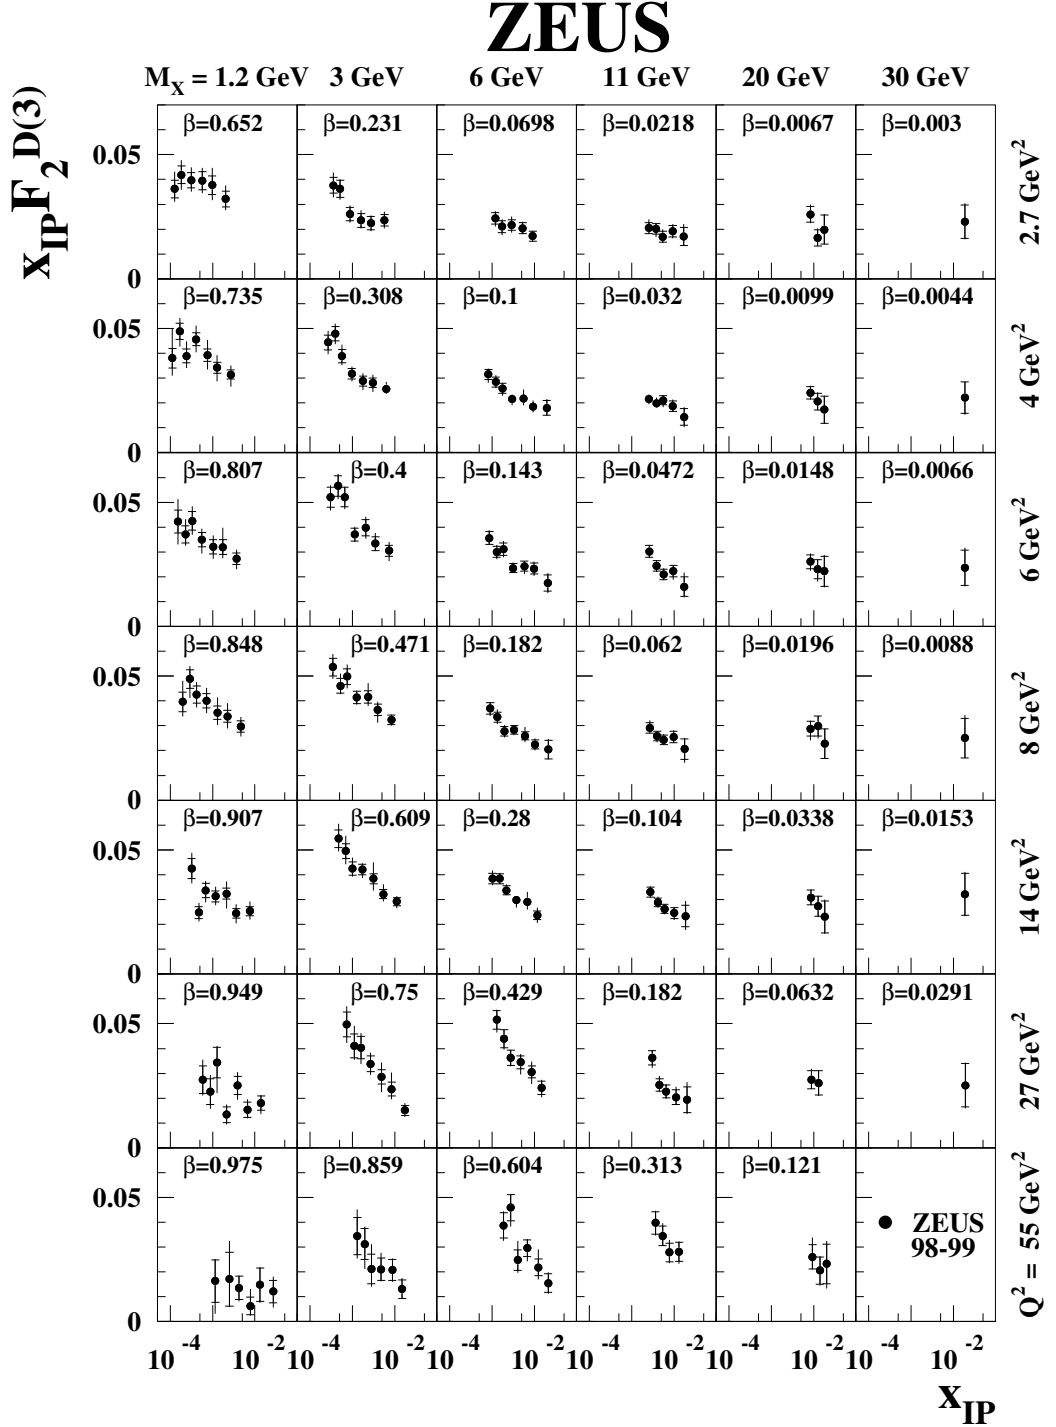 ZEUS
M_X = 1.2 GeV 3 GeV 6 GeV 11 GeV 20 GeV 30 GeV
x_IP F_2^D(3)
β=0.652 β=0.231 β=0.0698 β=0.0218 β=0.0067 β=0.003
0.05
2.7 GeV²
0
β=0.735 β=0.308 β=0.1 β=0.032 β=0.0099 β=0.0044
0.05
4 GeV²
0
β=0.807 β=0.4 β=0.143 β=0.0472 β=0.0148 β=0.0066
0.05
6 GeV²
0
β=0.848 β=0.471 β=0.182 β=0.062 β=0.0196 β=0.0088
0.05
8 GeV²
0
β=0.907 β=0.609 β=0.28 β=0.104 β=0.0338 β=0.0153
0.05
14 GeV²
0
β=0.949 β=0.75 β=0.429 β=0.182 β=0.0632 β=0.0291
0.05
27 GeV²
0
β=0.975 β=0.859 β=0.604 β=0.313 β=0.121
0.05
ZEUS
98-99
Q² = 55 GeV²
0
10^-4 10^-2 10^-4 10^-2 10^-4 10^-2 10^-4 10^-2 10^-4 10^-2 10^-4 10^-2
x_IP